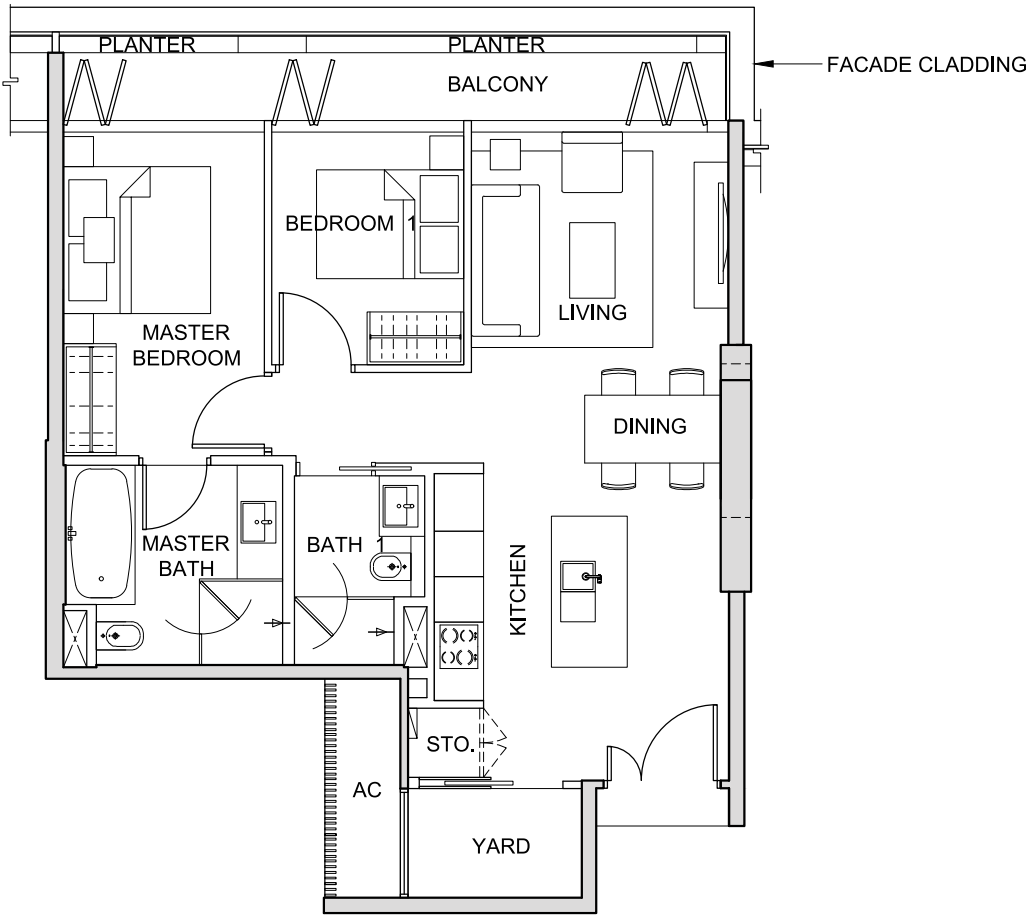 PLANTER
PLANTER
FACADE CLADDING
BALCONY
BEDROOM 1
LIVING
MASTER
BEDROOM
DINING
MASTER
BATH
BATH 1
KITCHEN
STO.
AC
YARD